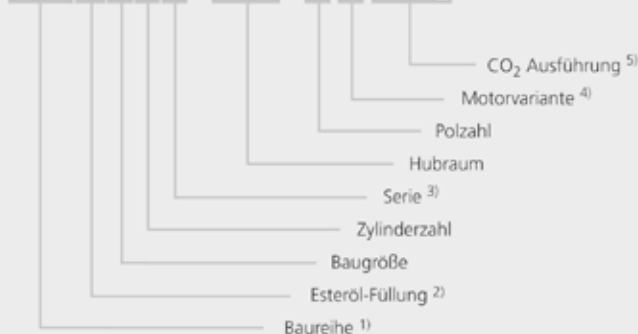 CO2 Ausführung 5)
Motorvariante 4)
Polzahl
Hubraum
Serie 3)
Zylinderzahl
Baugröße
Esteröl-Füllung 2)
Baureihe 1)